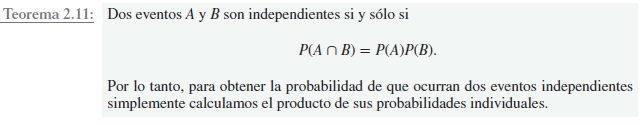 Teorema 2.11: Dos eventos A y B son independientes si y sólo si
P(A ∩ B) = P(A)P(B).
Por lo tanto, para obtener la probabilidad de que ocurran dos eventos independientes
simplemente calculamos el producto de sus probabilidades individuales.